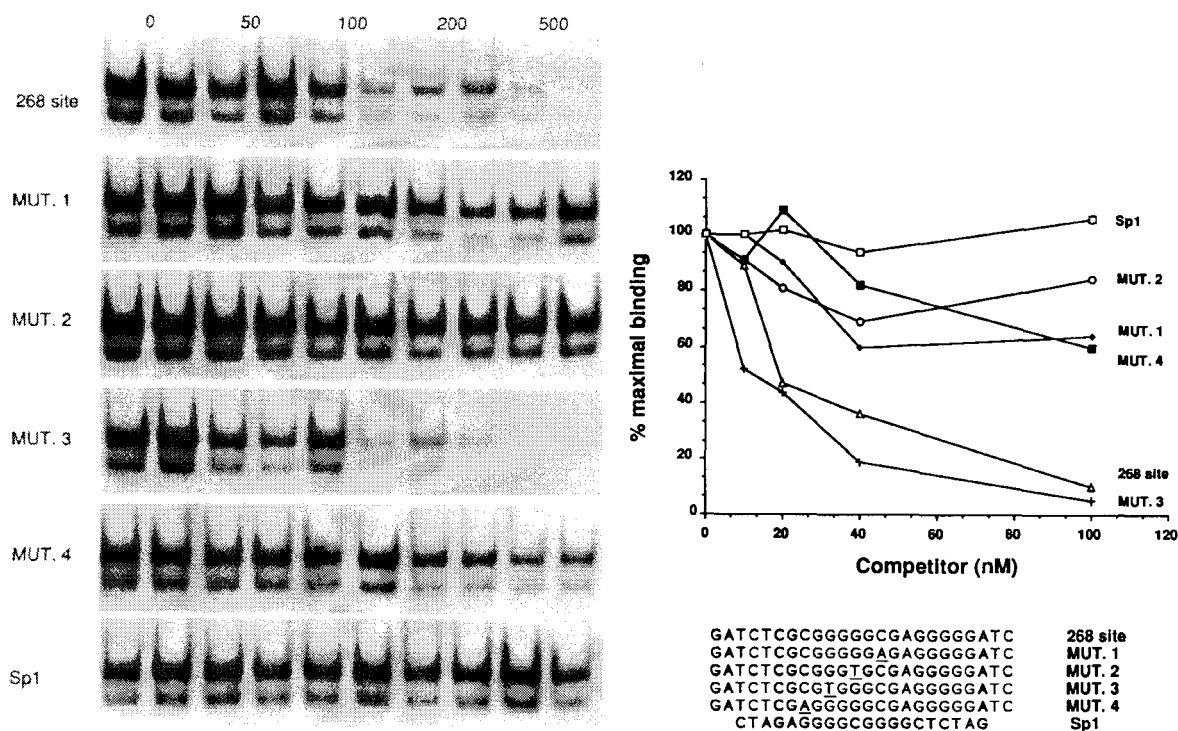 0 50 100 200 500
268 site
MUT. 1
MUT. 2
MUT. 3
MUT. 4
Sp1
% maximal binding
120
100
80
60
40
20
0
0 20 40 60 80 100 120
Competitor (nM)
Sp1
MUT. 2
MUT. 1
MUT. 4
268 site
MUT. 3
GATCTCGCGGGGGCGAGGGGGATC 268 site
GATCTCGCGGGGGAGAGGGGGATC MUT. 1
GATCTCGCGGGTGCGAGGGGGATC MUT. 2
GATCTCGCGTGGGCGAGGGGGATC MUT. 3
GATCTCGAGGGGGCGAGGGGGATC MUT. 4
CTAGAGGGGCGGGGCTCTAG Sp1